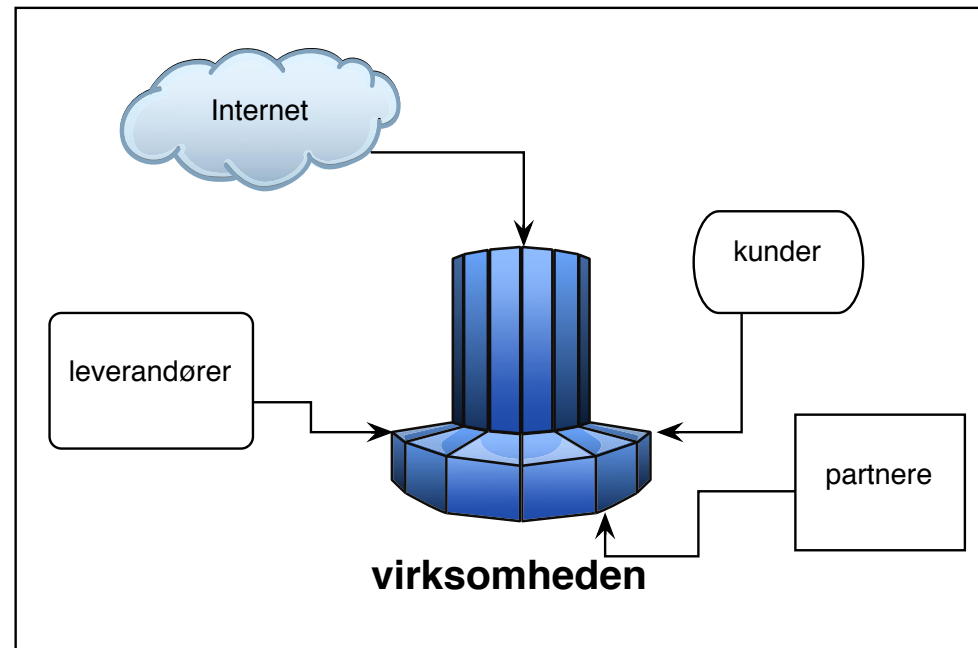 Internet
kunder
leverandører
partnere
virksomheden